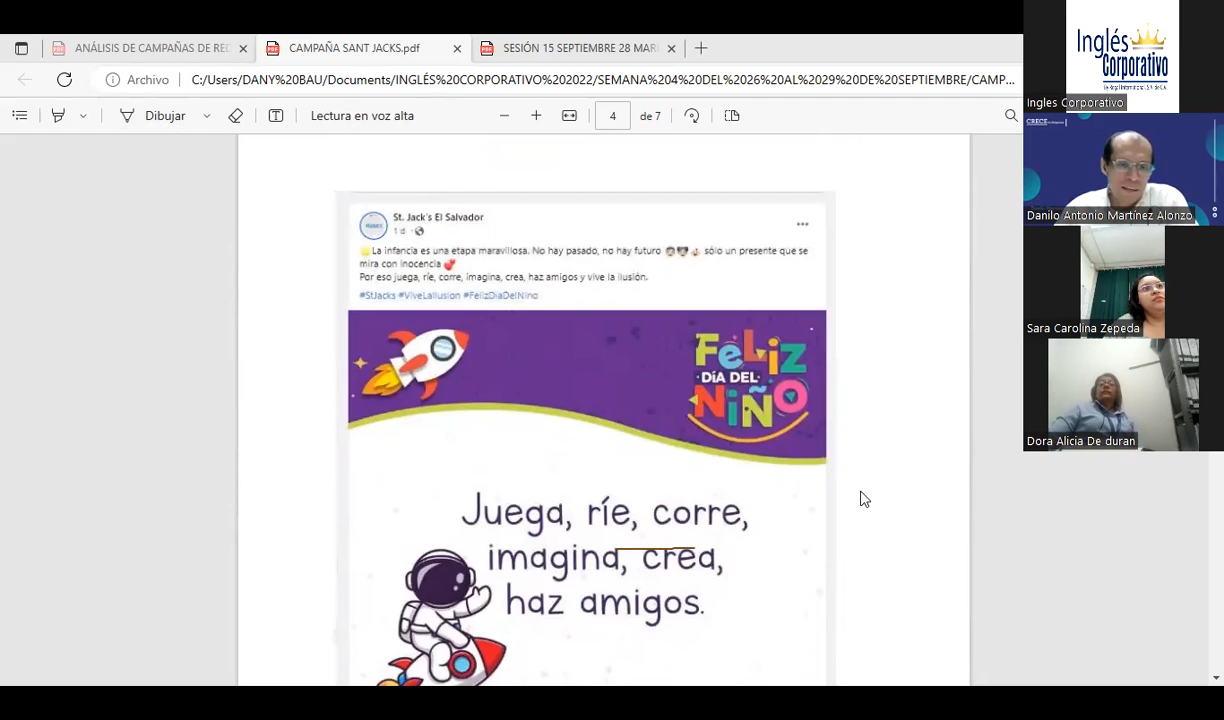 ANÁLISIS DE CAMPAÑAS DE RED
CAMPAÑA SANT JACKS.pdf
SESIÓN 15 SEPTIEMBRE 28 MAR
Archivo
C:/Users/DANY%20BAU/Documents/INGLÉS%20CORPORATIVO%202022/SEMANA%204%20DEL%2026%20AL%2029%20DE%20SEPTIEMBRE/CAMP...
Dibujar
Lectura en voz alta
4
de 7
St. Jack's El Salvador
1 d
La infancia es una etapa maravillosa. No hay pasado, no hay futuro sólo un presente que se
mira con inocencia
Por eso juega, ríe, corre, imagina, crea, haz amigos y vive la ilusión.
#StJacks #ViveLaIlusion #FelizDiaDelNino
FELIZ
DÍA DEL
NIÑO
Juega, ríe, corre,
imagina, crea,
haz amigos.
Inglés
Corporativo
Ingles Corporativo
CRECE
Danilo Antonio Martínez Alonzo
Sara Carolina Zepeda
Dora Alicia De duran